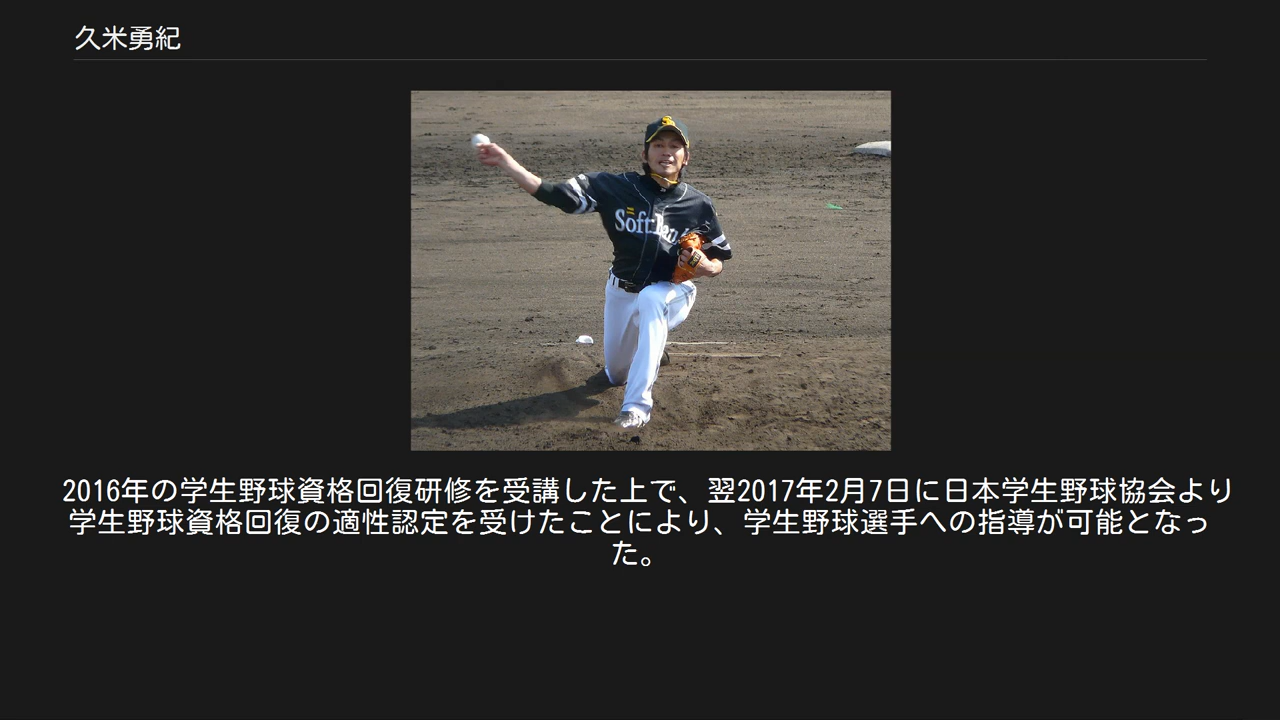 久米勇紀
SoftBank
2016年の学生野球資格回復研修を受講した上で、翌2017年2月7日に日本学生野球協会より
学生野球資格回復の適性認定を受けたことにより、学生野球選手への指導が可能となっ
た。